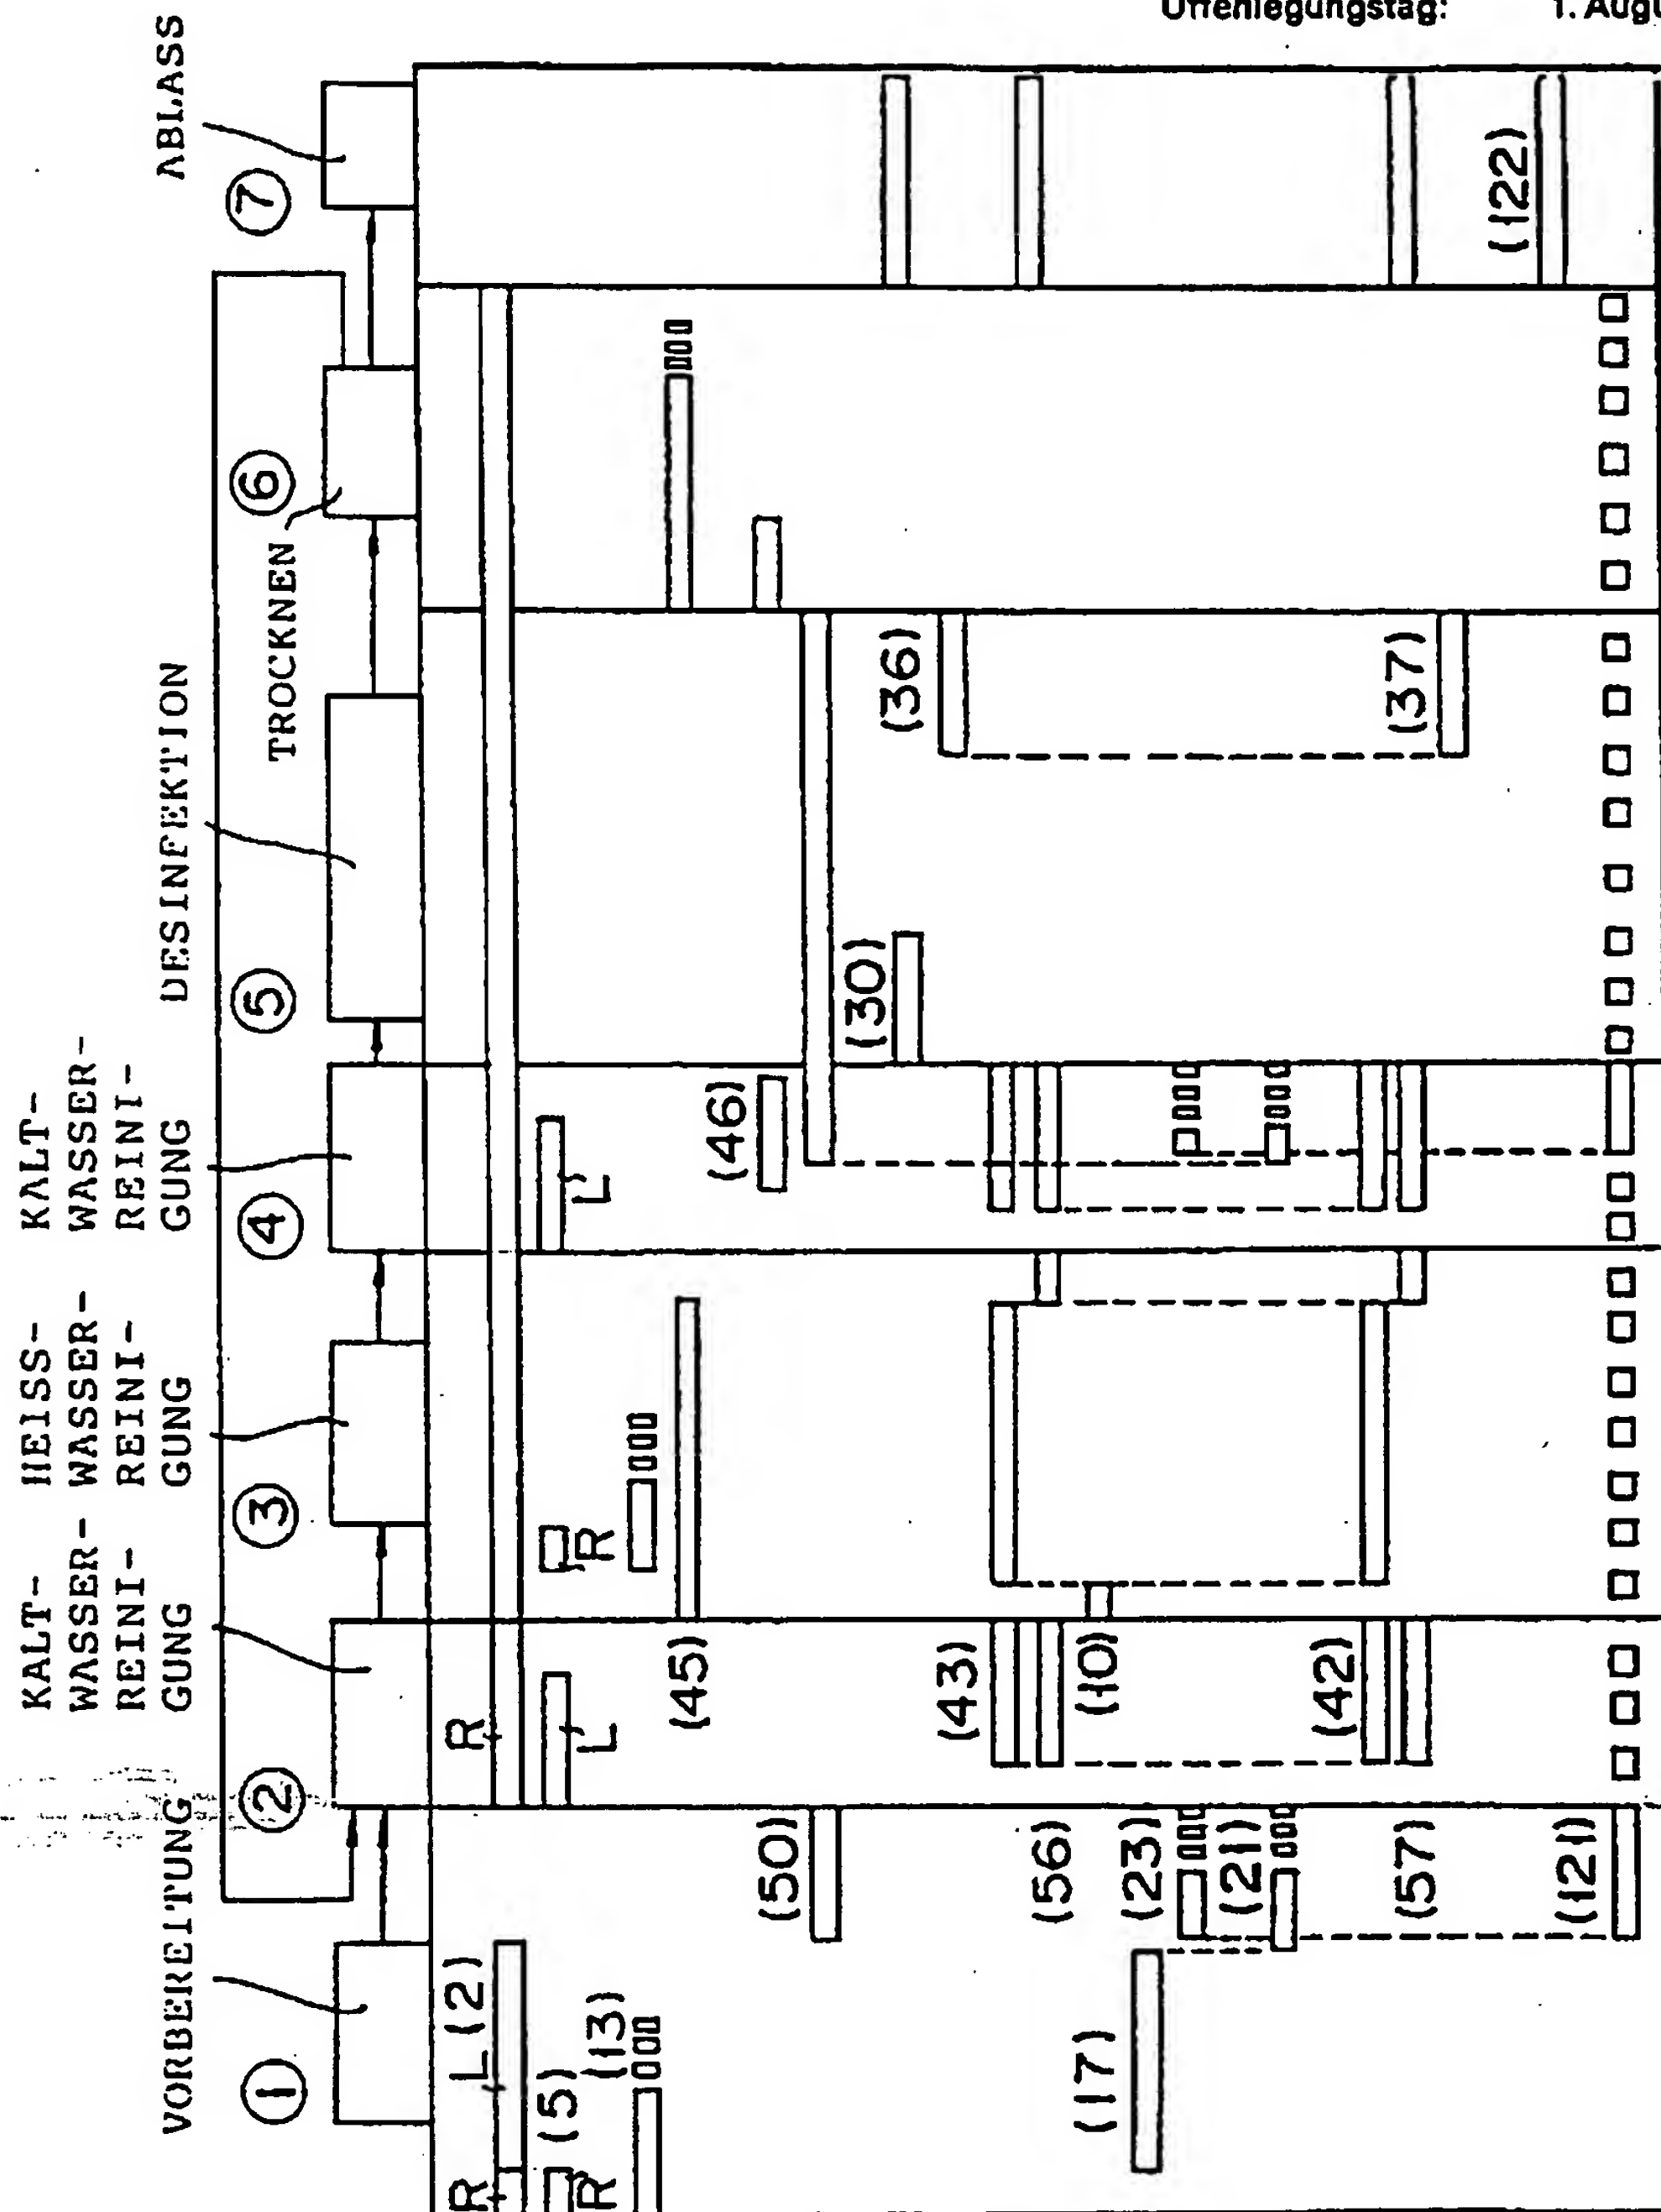 Offenlegungstag: 1. Augu
VORBEREITUNG
KALT-
WASSER-
REINI-
GUNG
HEISS-
WASSER-
REINI-
GUNG
KALT-
WASSER-
REINI-
GUNG
DESINFEKTION
TROCKNEN
ABLASS
①
②
③
④
⑤
⑥
⑦
R
L (2)
(5)
R
(13)
(17)
R
L
(50)
(56)
(23)
(21)
(57)
(121)
(45)
(43)
(10)
(42)
R
L
(46)
(30)
(36)
(37)
(122)